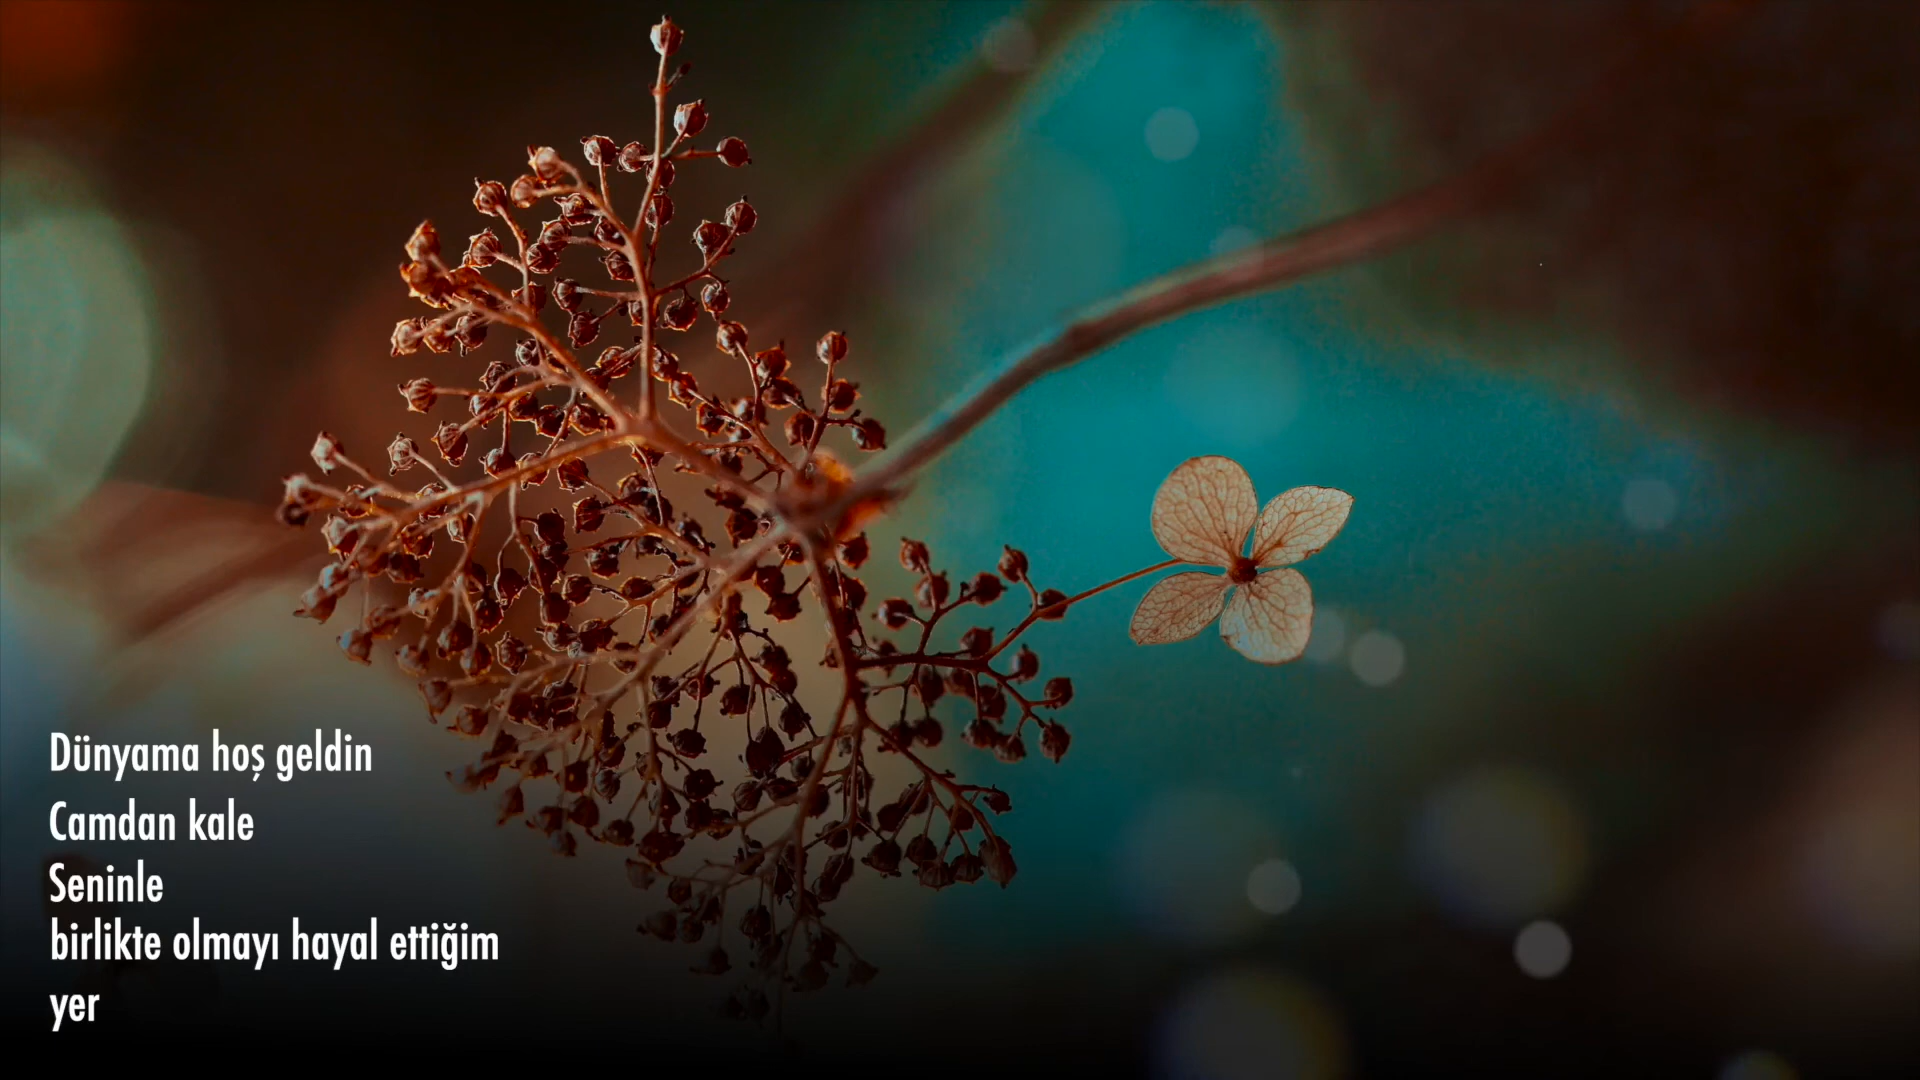 Dünyama hoş geldin
Camdan kale
Seninle
birlikte olmayı hayal ettiğim
yer